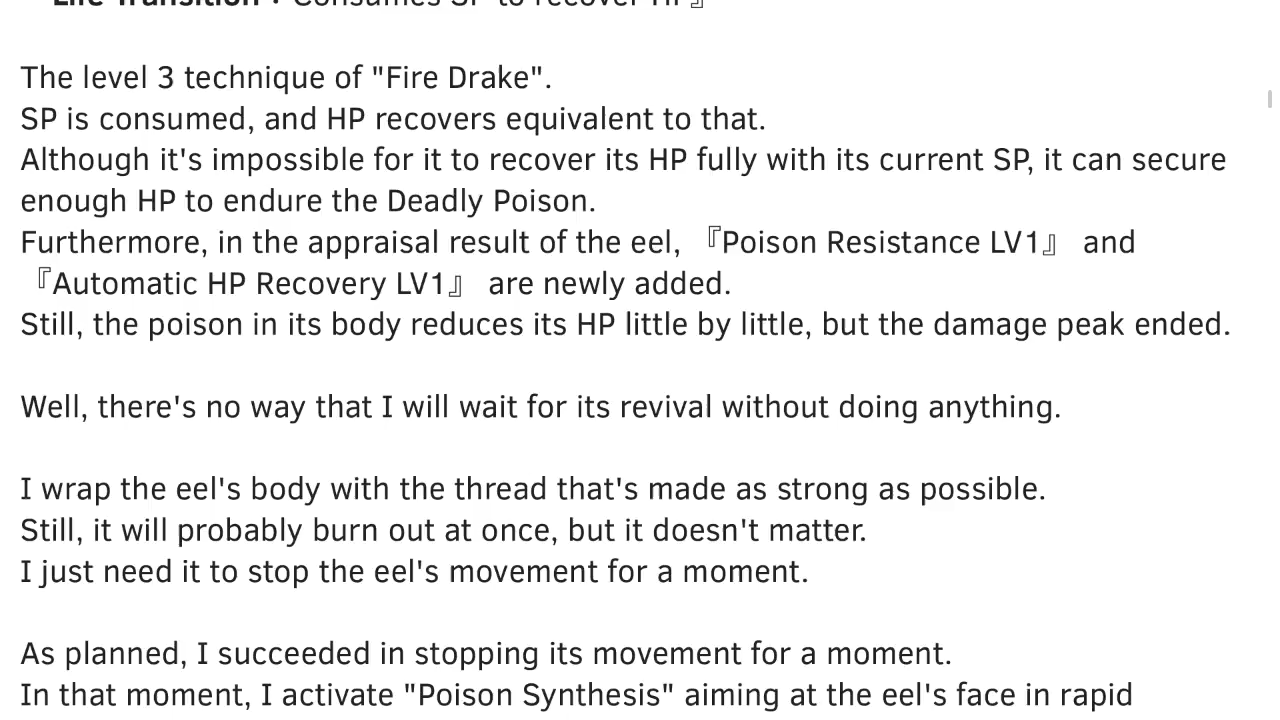 Life Transition : Consumes SP to recover HP』
The level 3 technique of "Fire Drake".
SP is consumed, and HP recovers equivalent to that.
Although it's impossible for it to recover its HP fully with its current SP, it can secure
enough HP to endure the Deadly Poison.
Furthermore, in the appraisal result of the eel, 『Poison Resistance LV1』 and
『Automatic HP Recovery LV1』 are newly added.
Still, the poison in its body reduces its HP little by little, but the damage peak ended.
Well, there's no way that I will wait for its revival without doing anything.
I wrap the eel's body with the thread that's made as strong as possible.
Still, it will probably burn out at once, but it doesn't matter.
I just need it to stop the eel's movement for a moment.
As planned, I succeeded in stopping its movement for a moment.
In that moment, I activate "Poison Synthesis" aiming at the eel's face in rapid